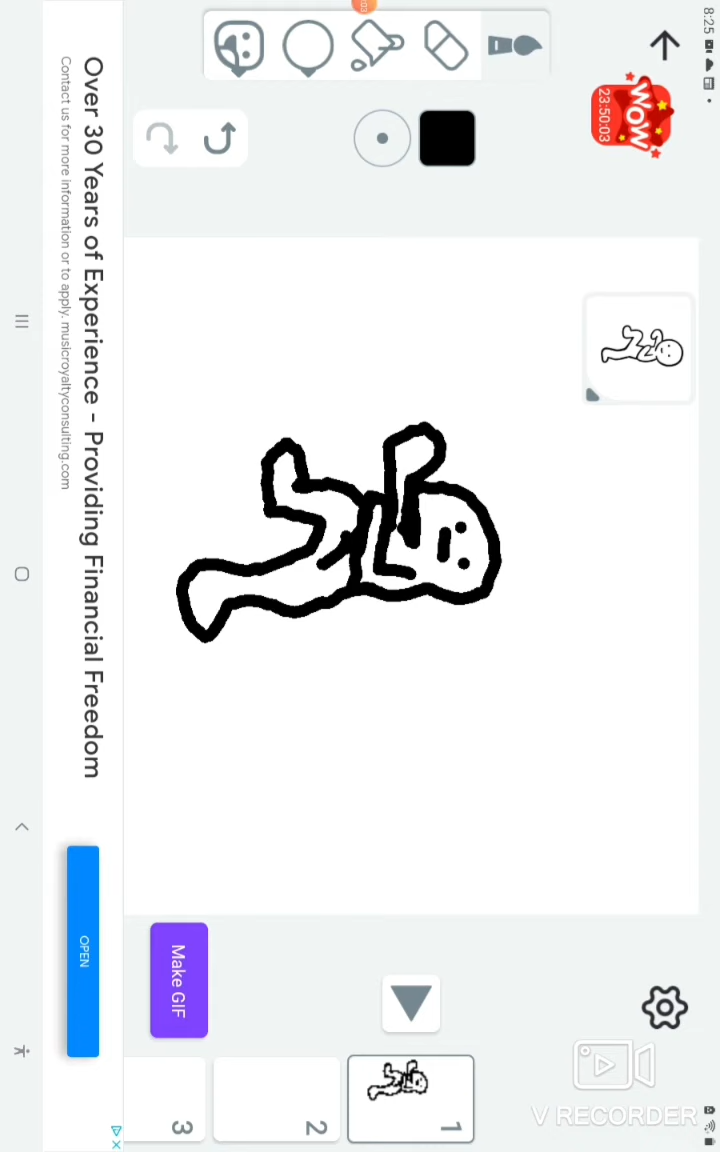 8:25
WOW
23:50:03
Over 30 Years of Experience - Providing Financial Freedom
Contact us for more information or to apply. musicroyaltyconsulting.com
OPEN
Make GIF
1
2
3
V RECORDER